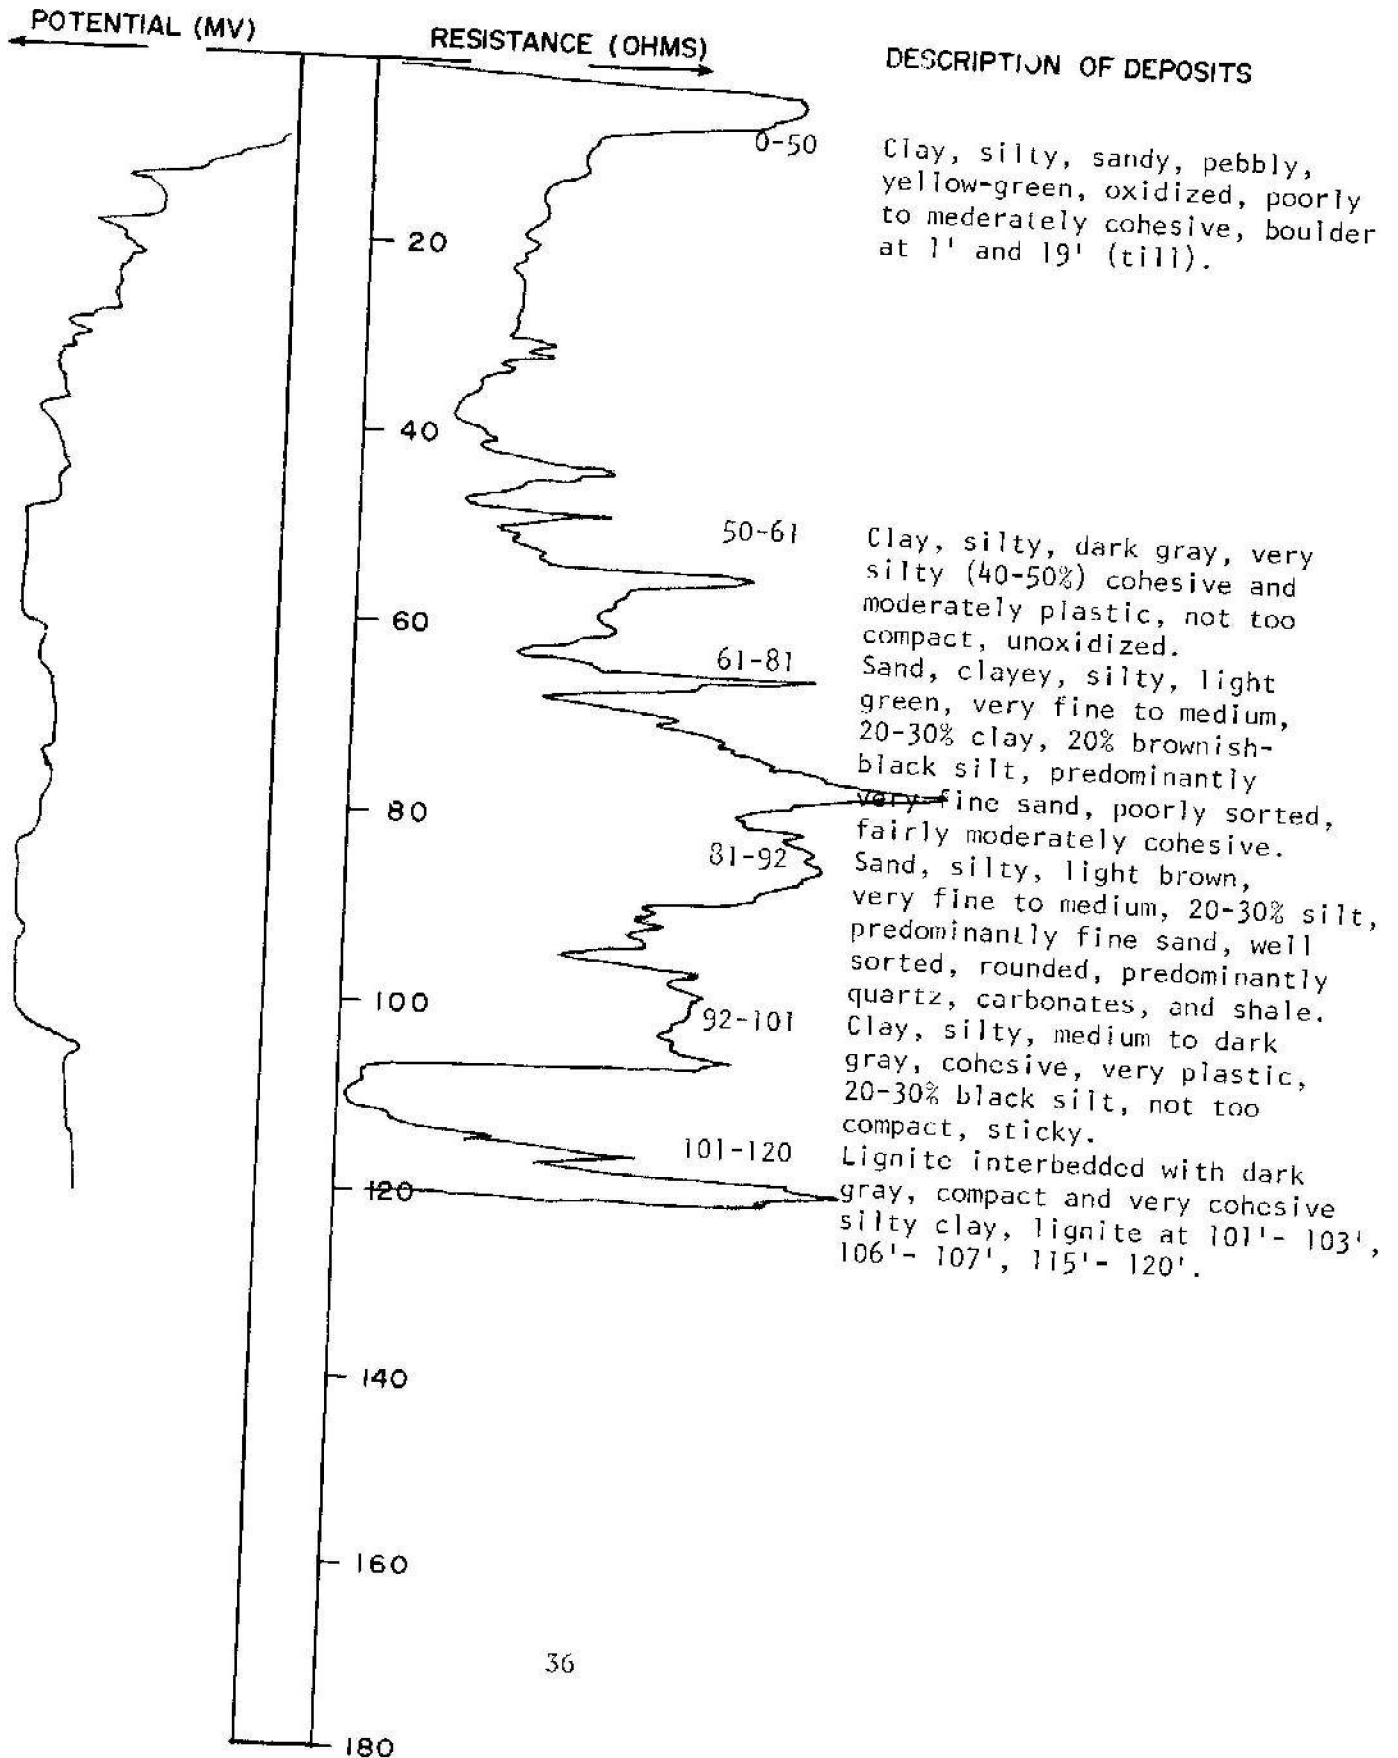 POTENTIAL (MV)
RESISTANCE (OHMS)
DESCRIPTION OF DEPOSITS
0-50
Clay, silty, sandy, pebbly,
yellow-green, oxidized, poorly
to mederately cohesive, boulder
at 1' and 19' (till).
20
40
50-61
Clay, silty, dark gray, very
silty (40-50%) cohesive and
moderately plastic, not too
compact, unoxidized.
60
61-81
Sand, clayey, silty, light
green, very fine to medium,
20-30% clay, 20% brownish-
black silt, predominantly
very fine sand, poorly sorted,
fairly moderately cohesive.
80
81-92
Sand, silty, light brown,
very fine to medium, 20-30% silt,
predominantly fine sand, well
sorted, rounded, predominantly
quartz, carbonates, and shale.
100
92-101
Clay, silty, medium to dark
gray, cohesive, very plastic,
20-30% black silt, not too
compact, sticky.
101-120
Lignite interbedded with dark
gray, compact and very cohesive
silty clay, lignite at 101'- 103',
106'- 107', 115'- 120'.
120
140
160
180
36